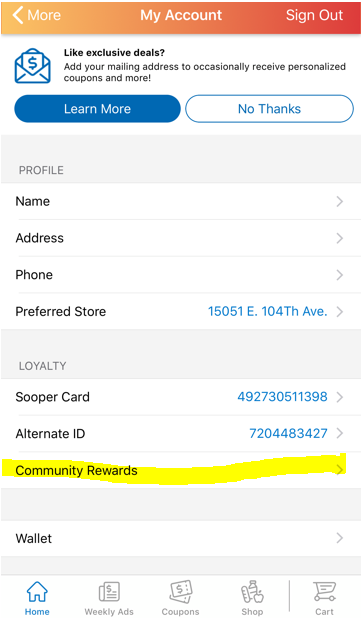 More
My Account
Sign Out
Like exclusive deals?
Add your mailing address to occasionally receive personalized
coupons and more!
Learn More
No Thanks
PROFILE
Name
Address
Phone
Preferred Store 15051 E. 104Th Ave.
LOYALTY
Sooper Card 492730511398
Alternate ID 7204483427
Community Rewards
Wallet
Home Weekly Ads Coupons Shop Cart